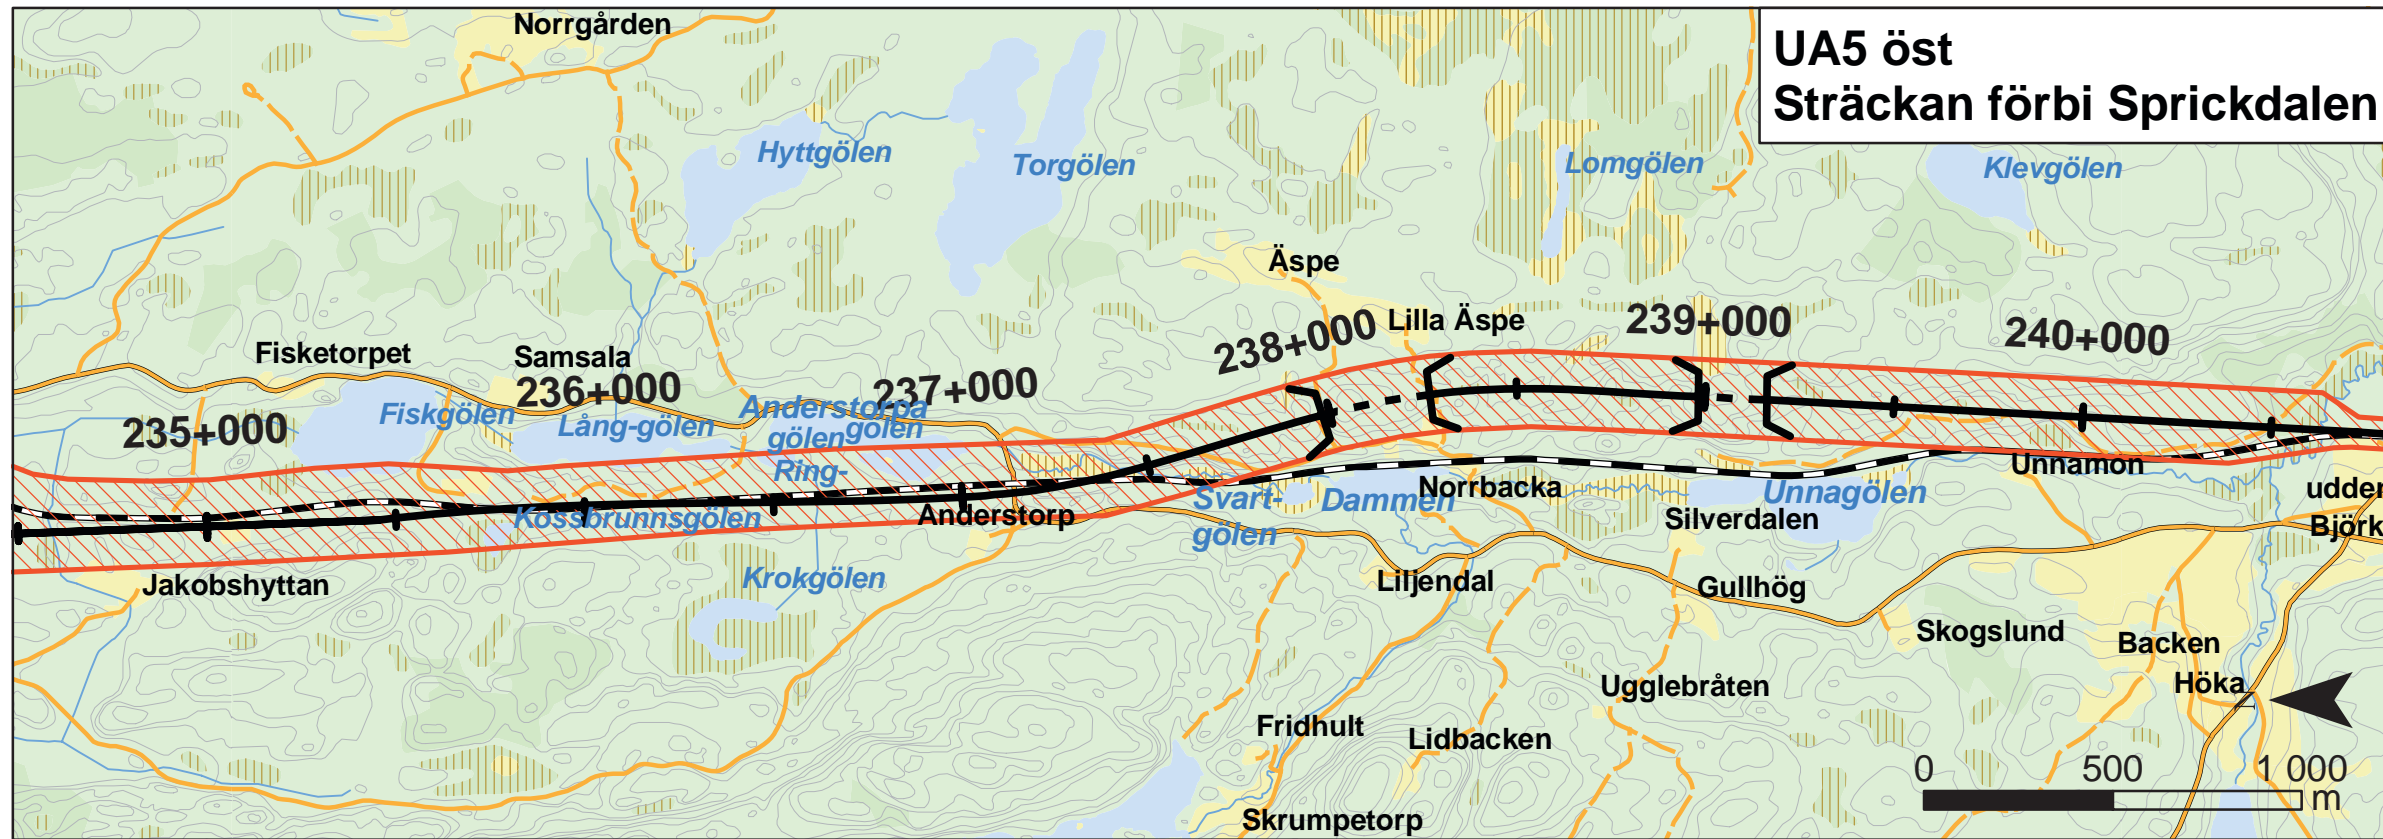 Norrgården
UA5 öst
Sträckan förbi Sprickdalen
Hyttgölen
Torgölen
Lomgölen
Klevgölen
Äspe
Lilla Äspe
238+000
239+000
240+000
Fisketorpet
Samsala
235+000
236+000
237+000
Fiskgölen
Lång-gölen
Anderstorpa
gölen
gölen
Ring-
Kossbrunnsgölen
Anderstorp
Svart-
gölen
Dammen
Norrbacka
Unnamon
Unnagölen
Silverdalen
udden
Björk
Jakobshyttan
Krokgölen
Liljendal
Gullhög
Skogslund
Backen
Höka
Ugglebråten
Fridhult
Lidbacken
Skrumpetorp
0 500 1 000
m